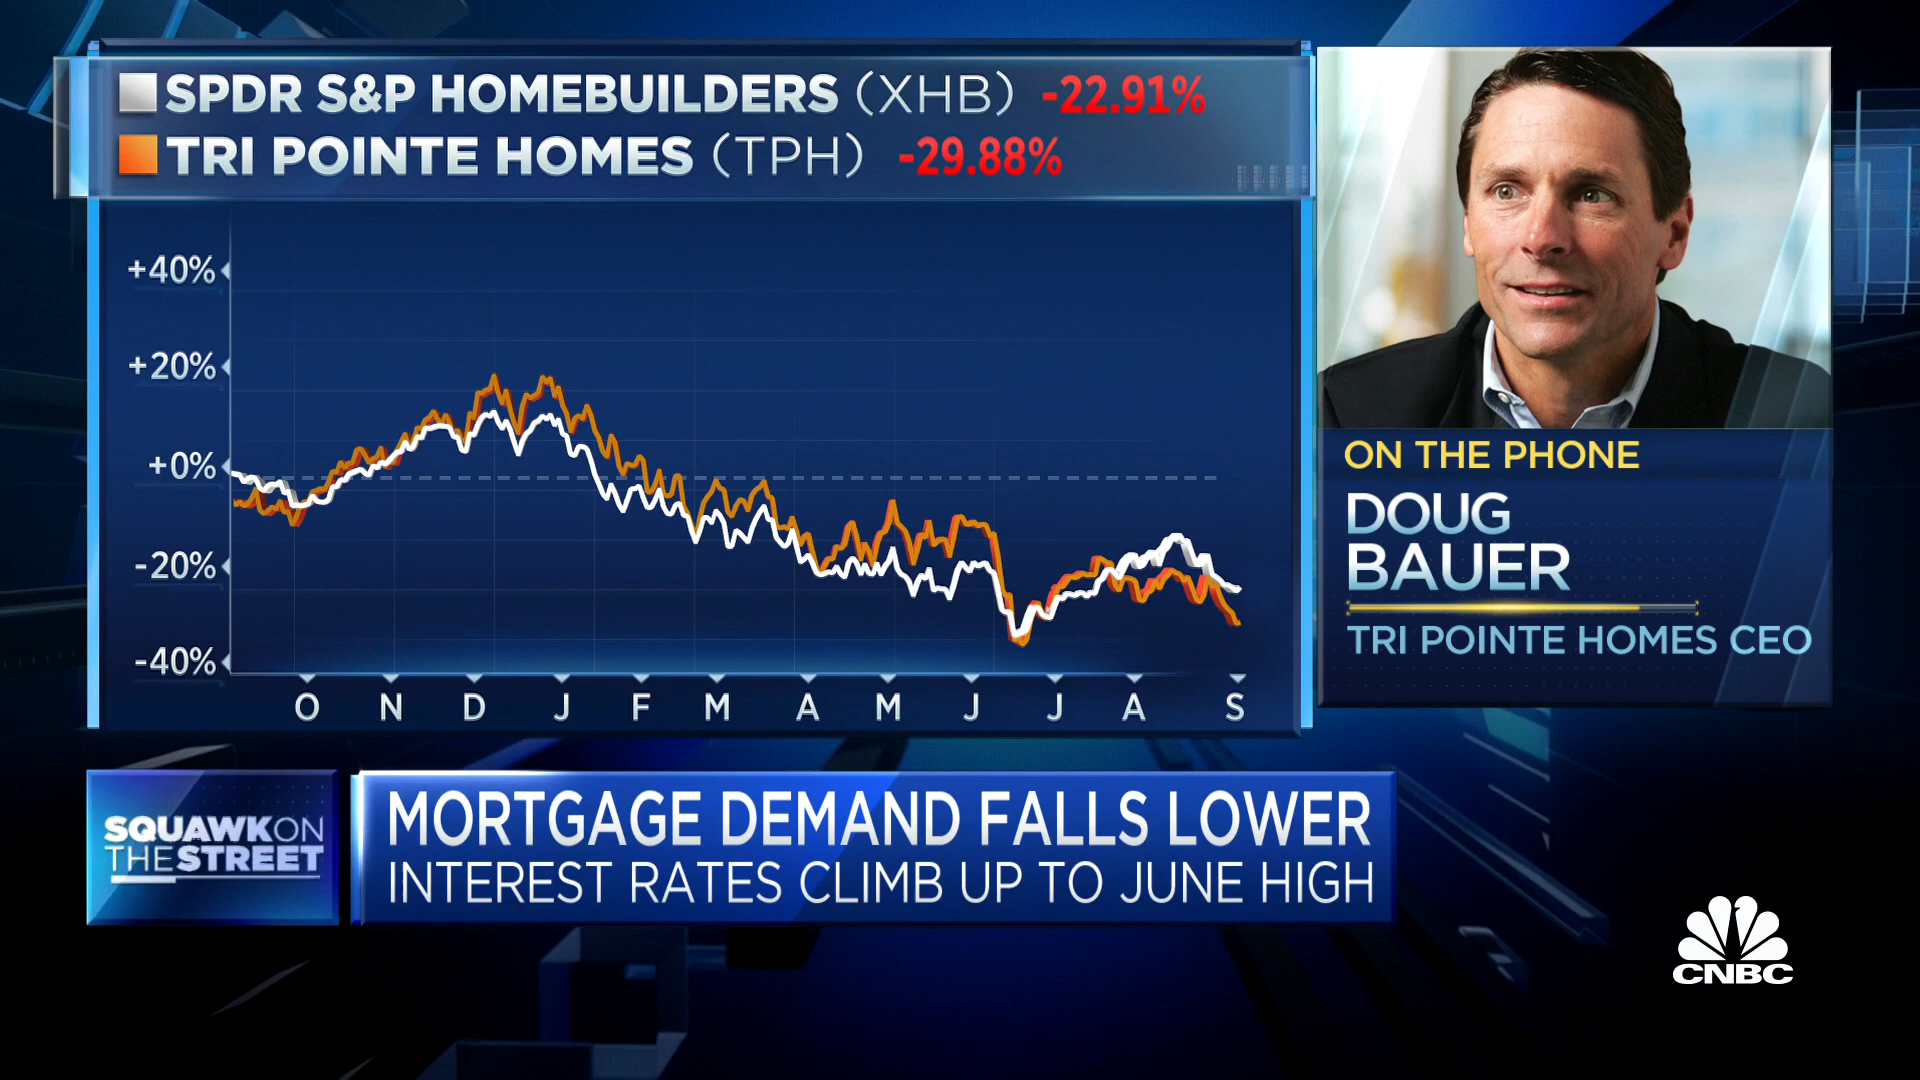 SPDR S&P HOMEBUILDERS (XHB) -22.91%
TRI POINTE HOMES (TPH) -29.88%
+40%
+20%
+0%
-20%
-40%
O N D J F M A M J J A S
ON THE PHONE
DOUG
BAUER
TRI POINTE HOMES CEO
SQUAWK ON
THE STREET
MORTGAGE DEMAND FALLS LOWER
INTEREST RATES CLIMB UP TO JUNE HIGH
CNBC